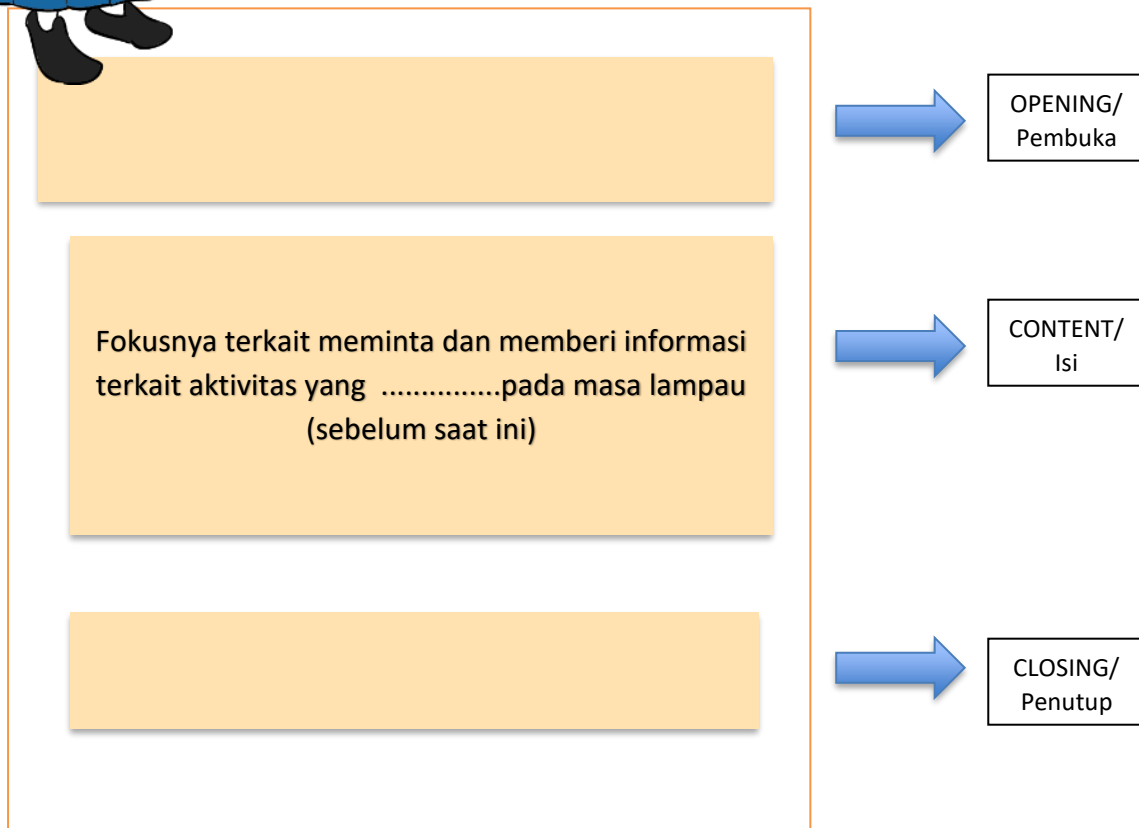 OPENING/
Pembuka
Fokusnya terkait meminta dan memberi informasi
terkait aktivitas yang ...............pada masa lampau
(sebelum saat ini)
CONTENT/
Isi
CLOSING/
Penutup